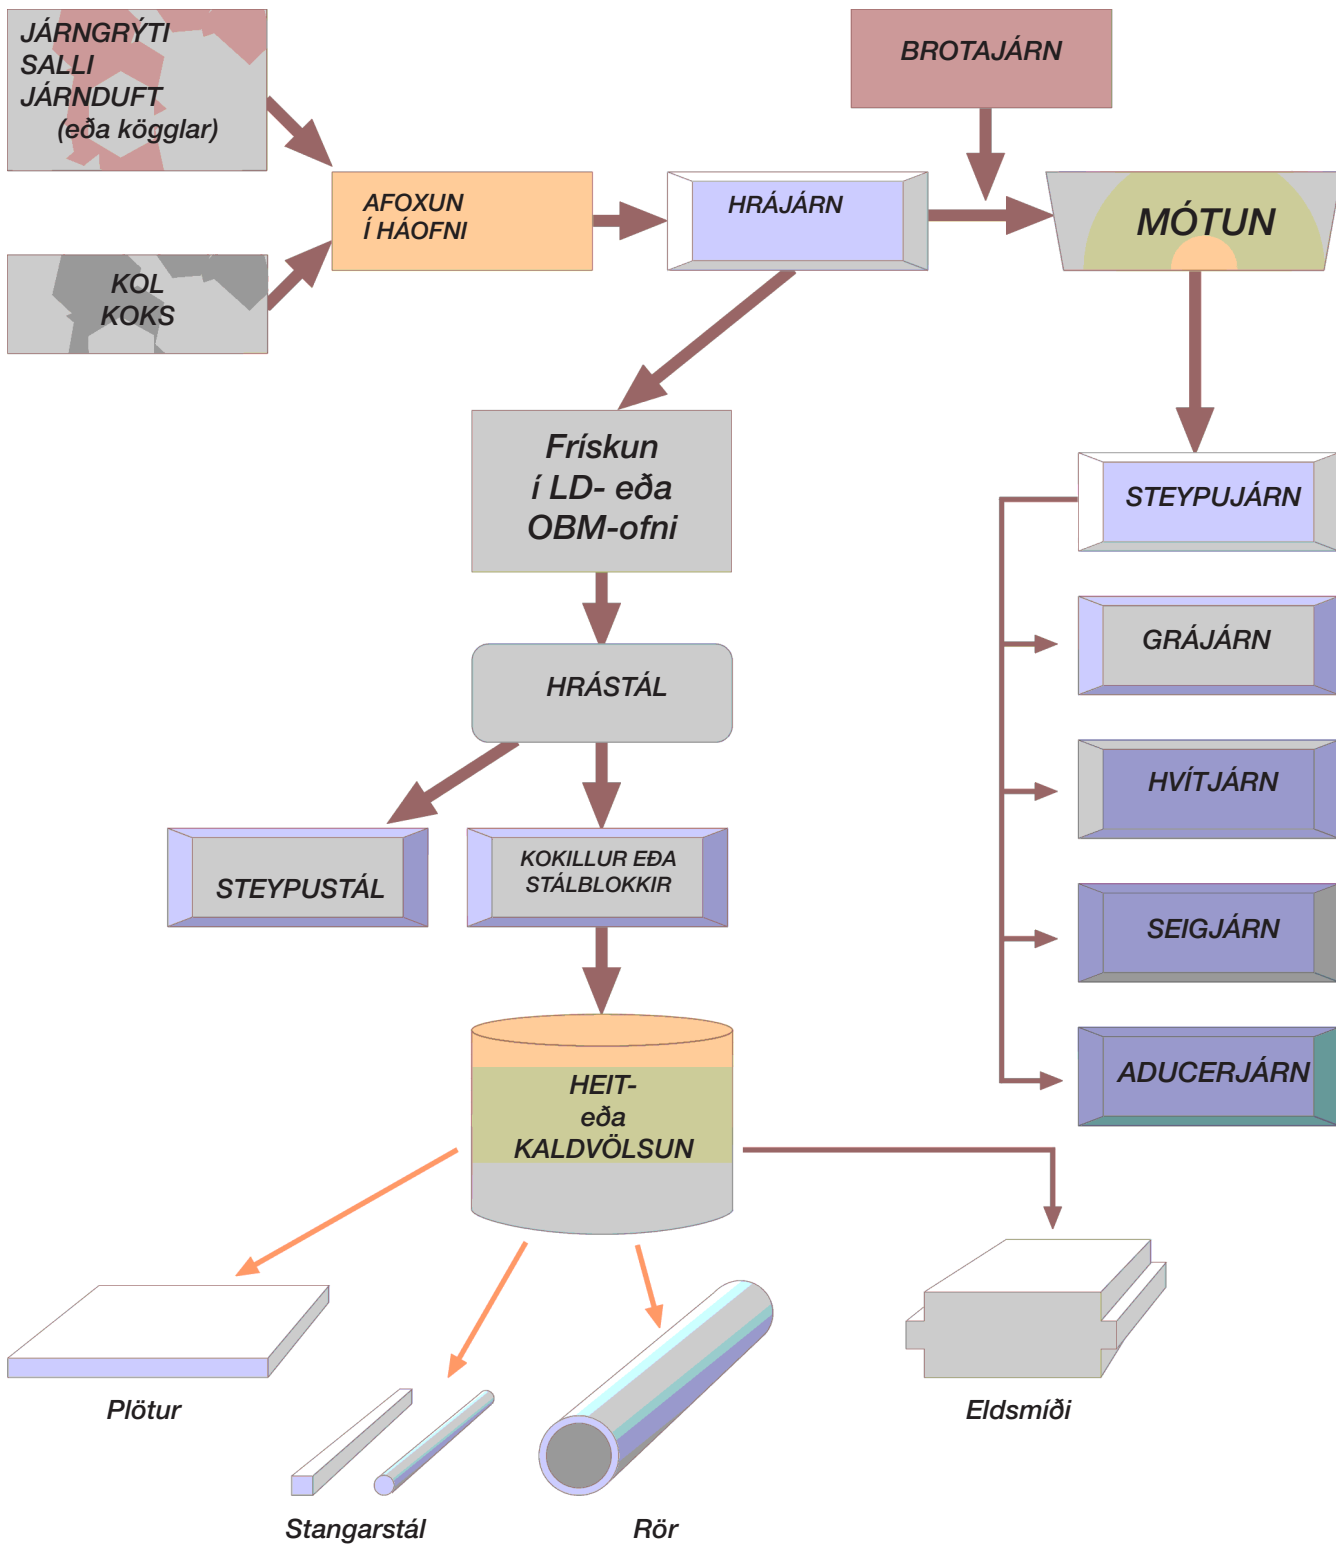 JÁRNGRÝTI
SALLI
JÁRNDUFT
(eða kögglar)
BROTAJÁRN
AFOXUN
Í HÁOFNI
HRÁJÁRN
MÓTUN
KOL
KOKS
Frískun
í LD- eða
OBM-ofni
STEYPUJÁRN
GRÁJÁRN
HRÁSTÁL
HVÍTJÁRN
STEYPUSTÁL
KOKILLUR EÐA
STÁLBLOKKIR
SEIGJÁRN
ADUCERJÁRN
HEIT-
eða
KALDVÖLSUN
Plötur
Stangarstál
Rör
Eldsmíði